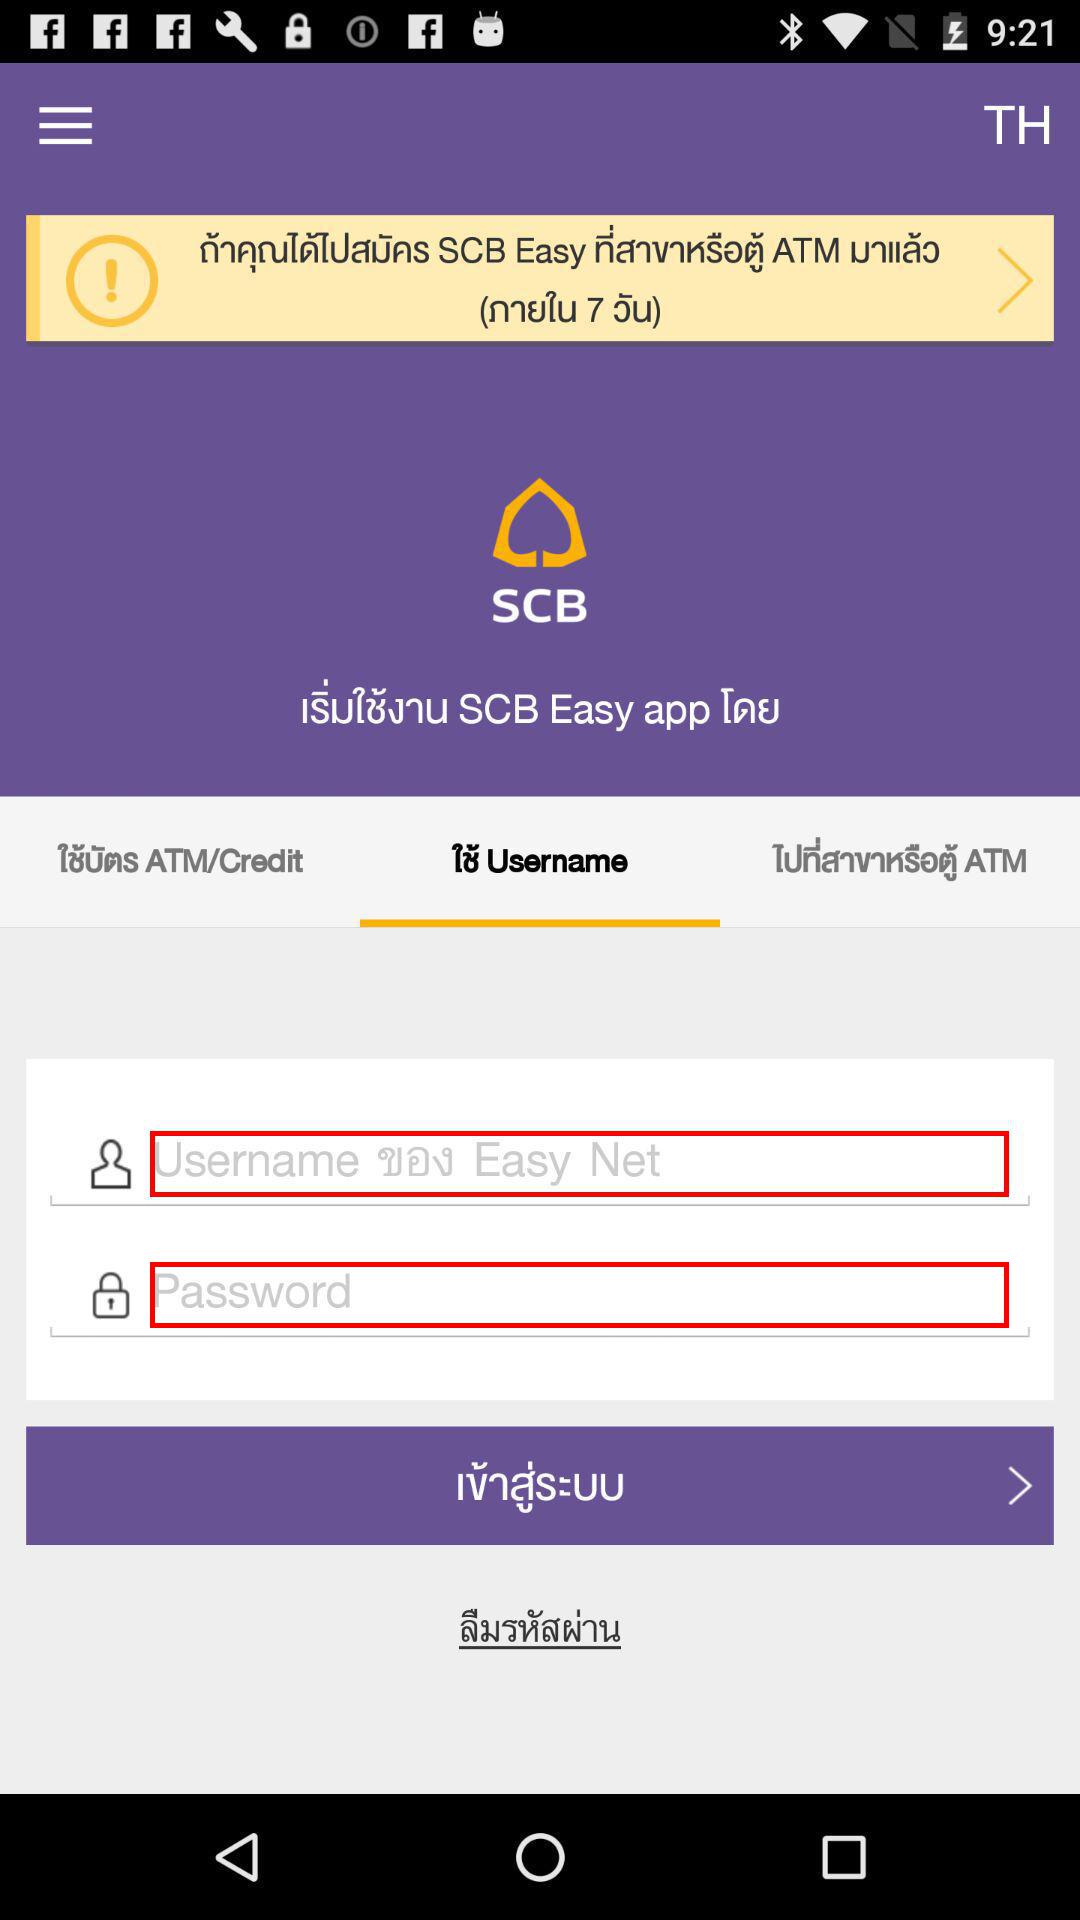 9:21
TH
ถ้าคุณได้ไปสมัคร SCB Easy ที่สาขาหรือตู้ ATM มาแล้ว
(ภายใน 7 วัน)
SCB
เริ่มใช้งาน SCB Easy app โดย
ใช้บัตร ATM/Credit
ใช้ Username
ไปที่สาขาหรือตู้ ATM
Username ของ Easy Net
Password
เข้าสู่ระบบ
ลืมรหัสผ่าน